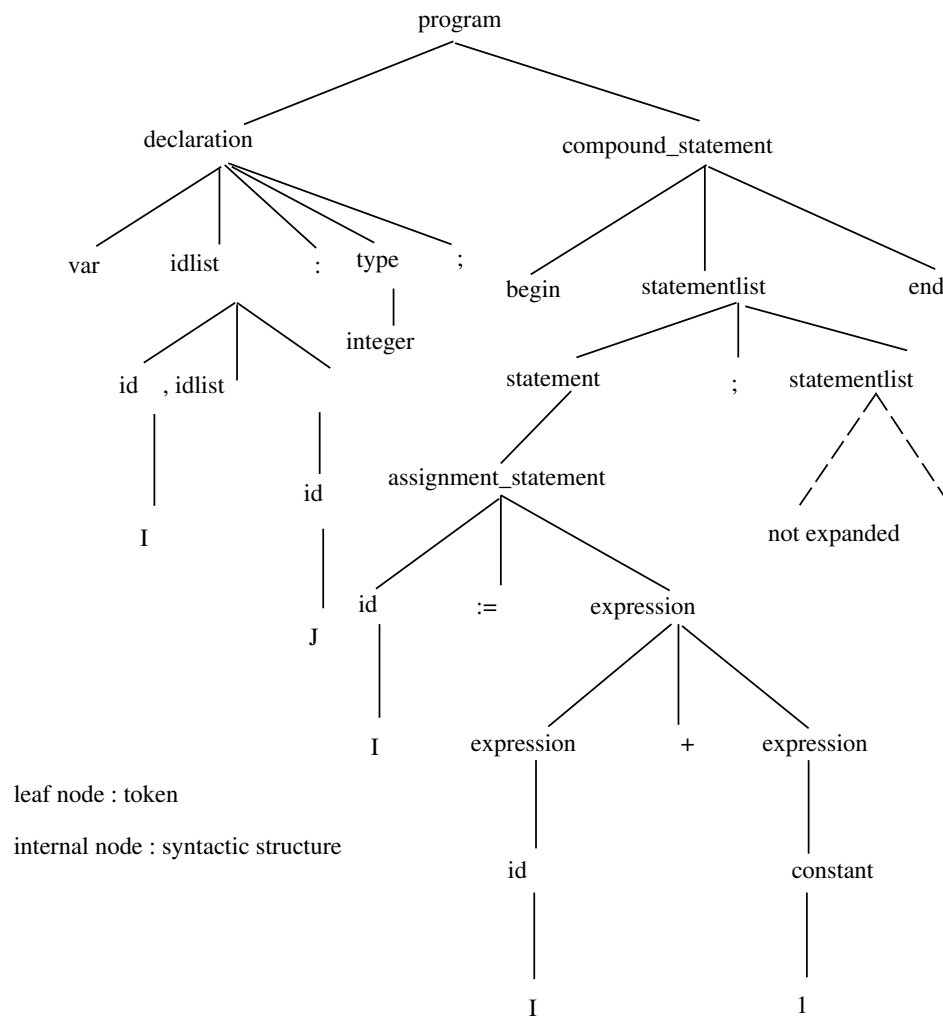 program
declaration
compound_statement
var idlist : type ;
begin statementlist end
integer
id , idlist
statement ; statementlist
assignment_statement
id
I
not expanded
id := expression
J
I
expression + expression
leaf node : token
internal node : syntactic structure
id constant
I 1